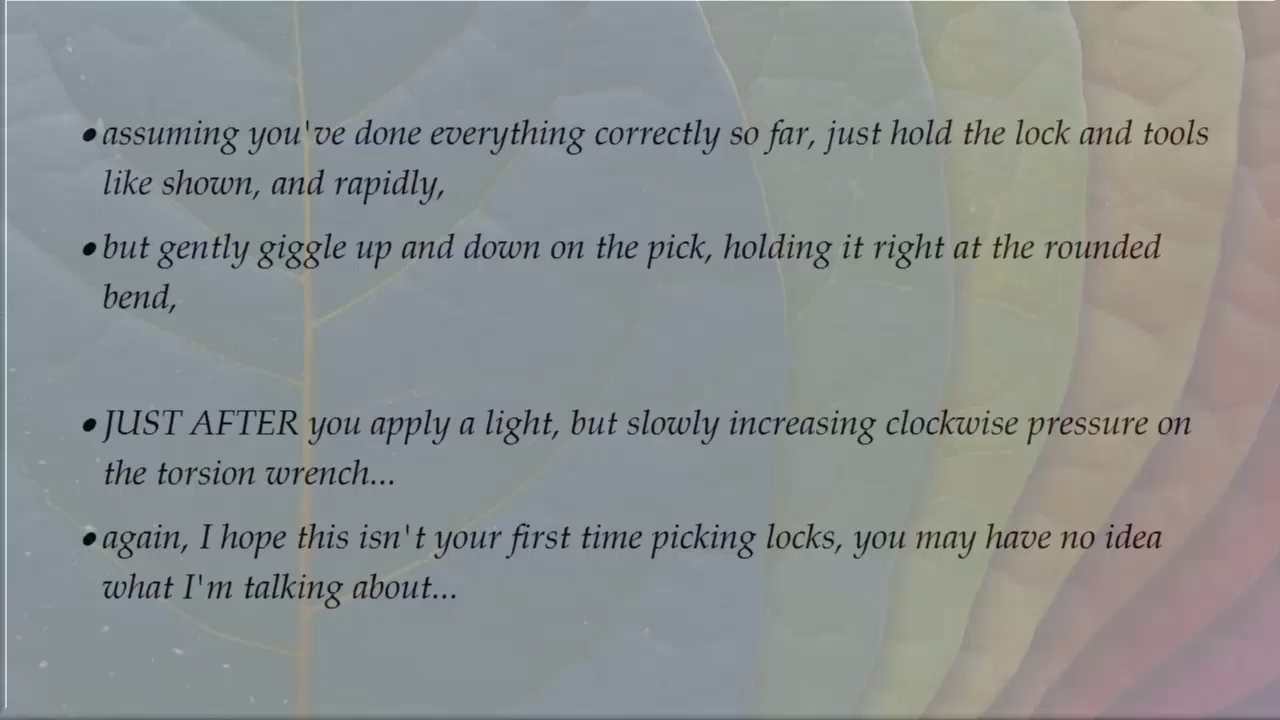 •assuming you've done everything correctly so far, just hold the lock and tools
like shown, and rapidly,
•but gently giggle up and down on the pick, holding it right at the rounded
bend,
•JUST AFTER you apply a light, but slowly increasing clockwise pressure on
the torsion wrench...
•again, I hope this isn't your first time picking locks, you may have no idea
what I'm talking about...